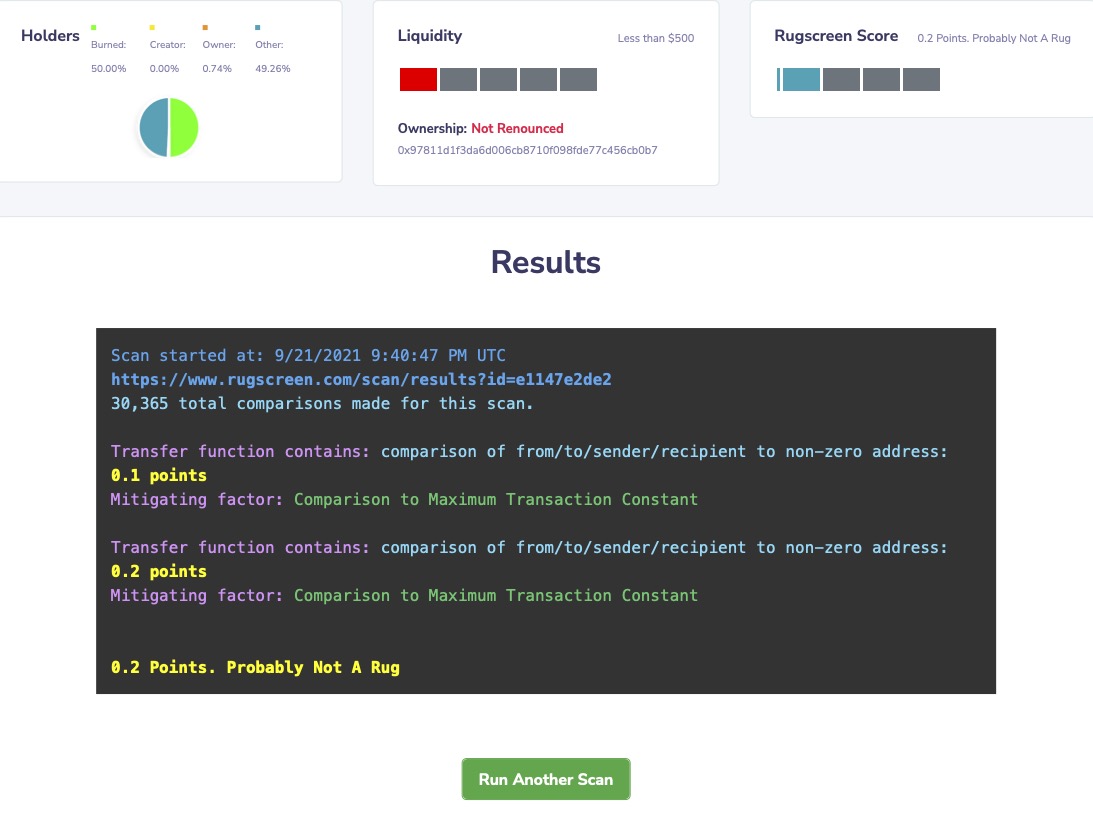 Holders
Burned: Creator: Owner: Other:
50.00% 0.00% 0.74% 49.26%
Liquidity Less than $500
Ownership: Not Renounced
0x97811d1f3da6d006cb8710f098fde77c456cb0b7
Rugscreen Score 0.2 Points. Probably Not A Rug
Results
Scan started at: 9/21/2021 9:40:47 PM UTC
https://www.rugscreen.com/scan/results?id=e1147e2de2
30,365 total comparisons made for this scan.
Transfer function contains: comparison of from/to/sender/recipient to non-zero address:
0.1 points
Mitigating factor: Comparison to Maximum Transaction Constant
Transfer function contains: comparison of from/to/sender/recipient to non-zero address:
0.2 points
Mitigating factor: Comparison to Maximum Transaction Constant
0.2 Points. Probably Not A Rug
Run Another Scan